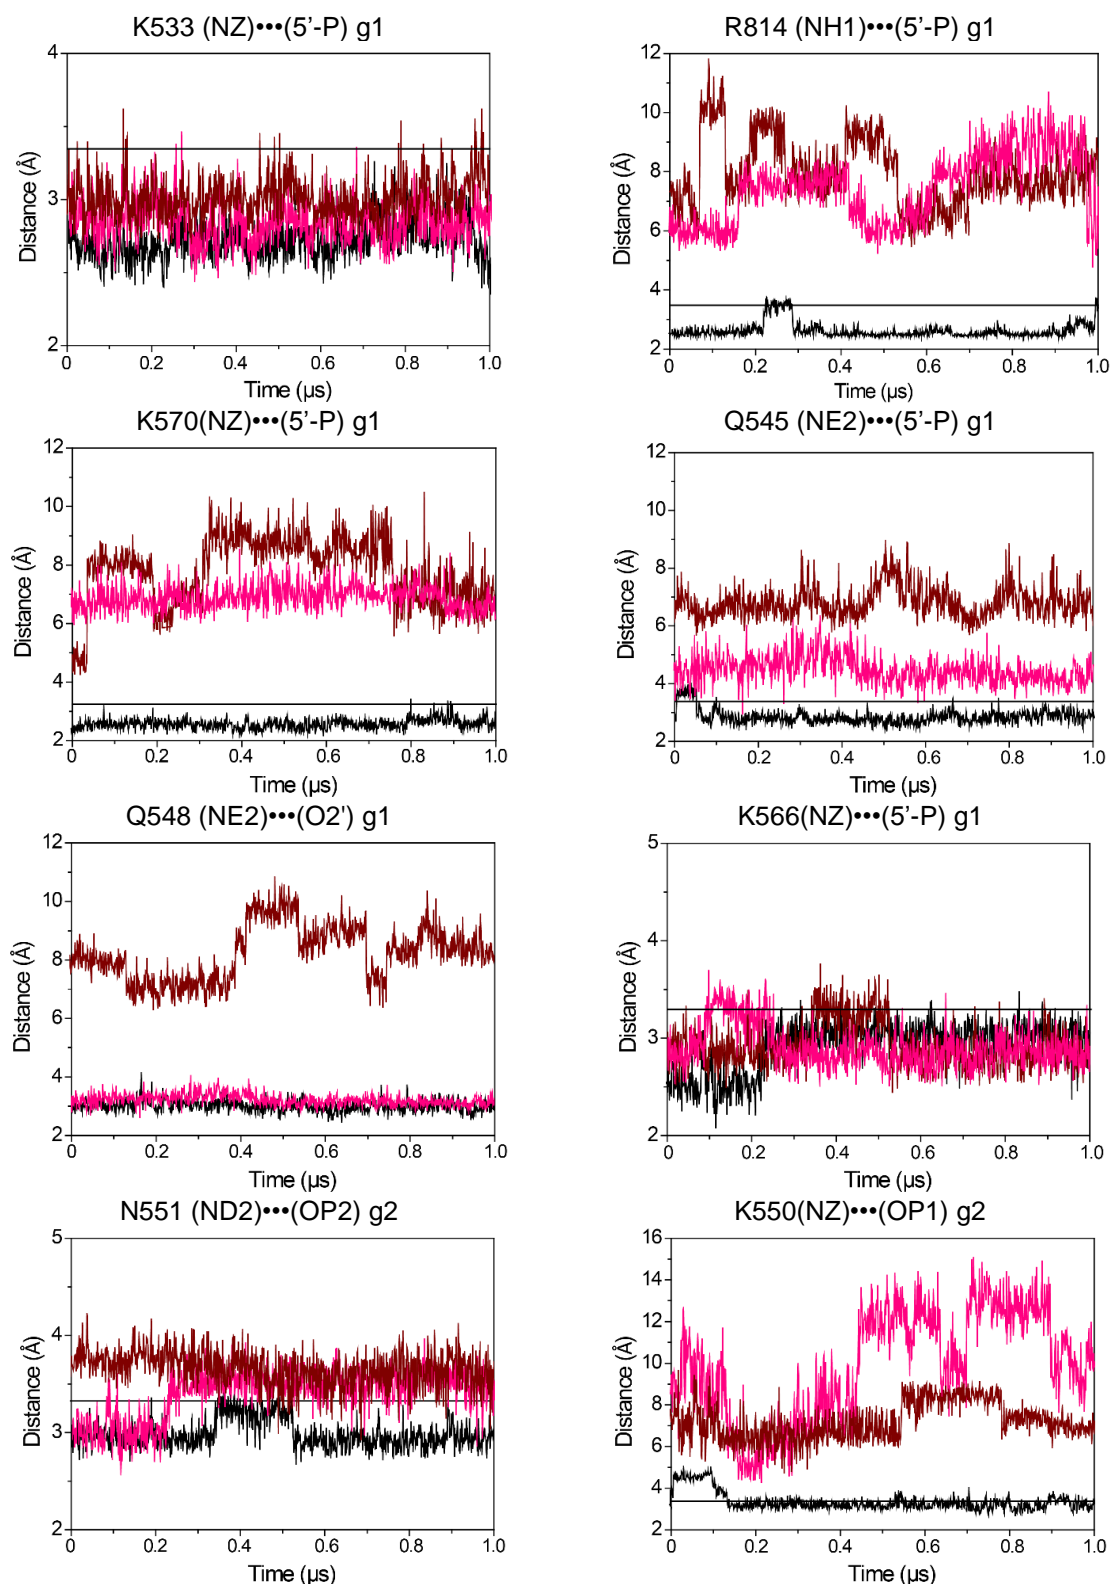 K533 (NZ)•••(5’-P) g1
4
3
2
Distance (Å)
0 0.2 0.4 0.6 0.8 1.0
Time (µs)
R814 (NH1)•••(5’-P) g1
12
10
8
6
4
2
Distance (Å)
0 0.2 0.4 0.6 0.8 1.0
Time (µs)
K570(NZ)•••(5’-P) g1
12
10
8
6
4
2
Distance (Å)
0 0.2 0.4 0.6 0.8 1.0
Time (µs)
Q545 (NE2)•••(5’-P) g1
12
10
8
6
4
2
Distance (Å)
0 0.2 0.4 0.6 0.8 1.0
Time (µs)
Q548 (NE2)•••(O2') g1
12
10
8
6
4
2
Distance (Å)
0 0.2 0.4 0.6 0.8 1.0
Time (µs)
K566(NZ)•••(5’-P) g1
5
4
3
2
Distance (Å)
0 0.2 0.4 0.6 0.8 1.0
Time (µs)
N551 (ND2)•••(OP2) g2
5
4
3
2
Distance (Å)
0 0.2 0.4 0.6 0.8 1.0
Time (µs)
K550(NZ)•••(OP1) g2
16
14
12
10
8
6
4
2
Distance (Å)
0 0.2 0.4 0.6 0.8 1.0
Time (µs)